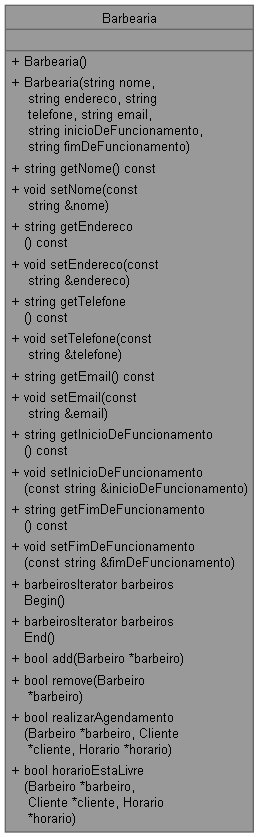 Barbearia
+ Barbearia()
+ Barbearia(string nome,
string endereco, string
telefone, string email,
string inicioDeFuncionamento,
string fimDeFuncionamento)
+ string getNome() const
+ void setNome(const
string &nome)
+ string getEndereco
() const
+ void setEndereco(const
string &endereco)
+ string getTelefone
() const
+ void setTelefone(const
string &telefone)
+ string getEmail() const
+ void setEmail(const
string &email)
+ string getInicioDeFuncionamento
() const
+ void setInicioDeFuncionamento
(const string &inicioDeFuncionamento)
+ string getFimDeFuncionamento
() const
+ void setFimDeFuncionamento
(const string &fimDeFuncionamento)
+ barbeirosIterator barbeiros
Begin()
+ barbeirosIterator barbeiros
End()
+ bool add(Barbeiro *barbeiro)
+ bool remove(Barbeiro
*barbeiro)
+ bool realizarAgendamento
(Barbeiro *barbeiro, Cliente
*cliente, Horario *horario)
+ bool horarioEstaLivre
(Barbeiro *barbeiro,
Cliente *cliente, Horario
*horario)